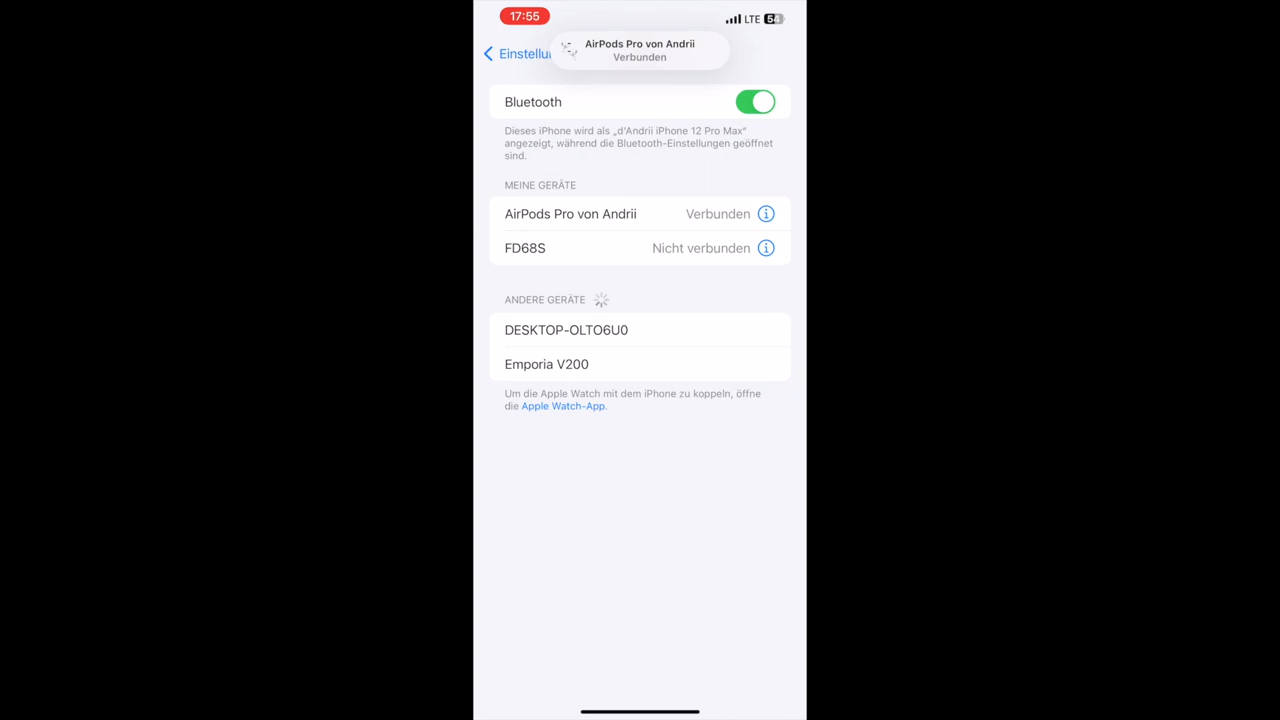 17:55
LTE 54
AirPods Pro von Andrii
Verbunden
Bluetooth
Dieses iPhone wird als „d'Andrii iPhone 12 Pro Max“
angezeigt, während die Bluetooth-Einstellungen geöffnet
sind.
MEINE GERÄTE
AirPods Pro von Andrii Verbunden
FD68S Nicht verbunden
ANDERE GERÄTE
DESKTOP-OLTO6U0
Emporia V200
Um die Apple Watch mit dem iPhone zu koppeln, öffne
die Apple Watch-App.